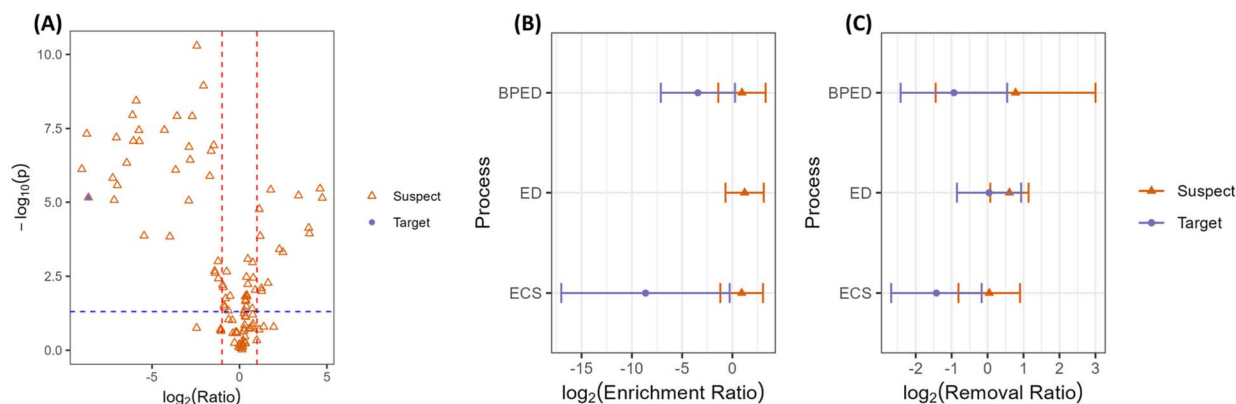 (A)
10.0
7.5
5.0
2.5
0.0
− log10(p)
-5
0
5
log2(Ratio)
Suspect
Target
(B)
BPED
ED
ECS
Process
-15
-10
-5
0
log2(Enrichment Ratio)
(C)
BPED
ED
ECS
Process
-2
-1
0
1
2
3
log2(Removal Ratio)
Suspect
Target